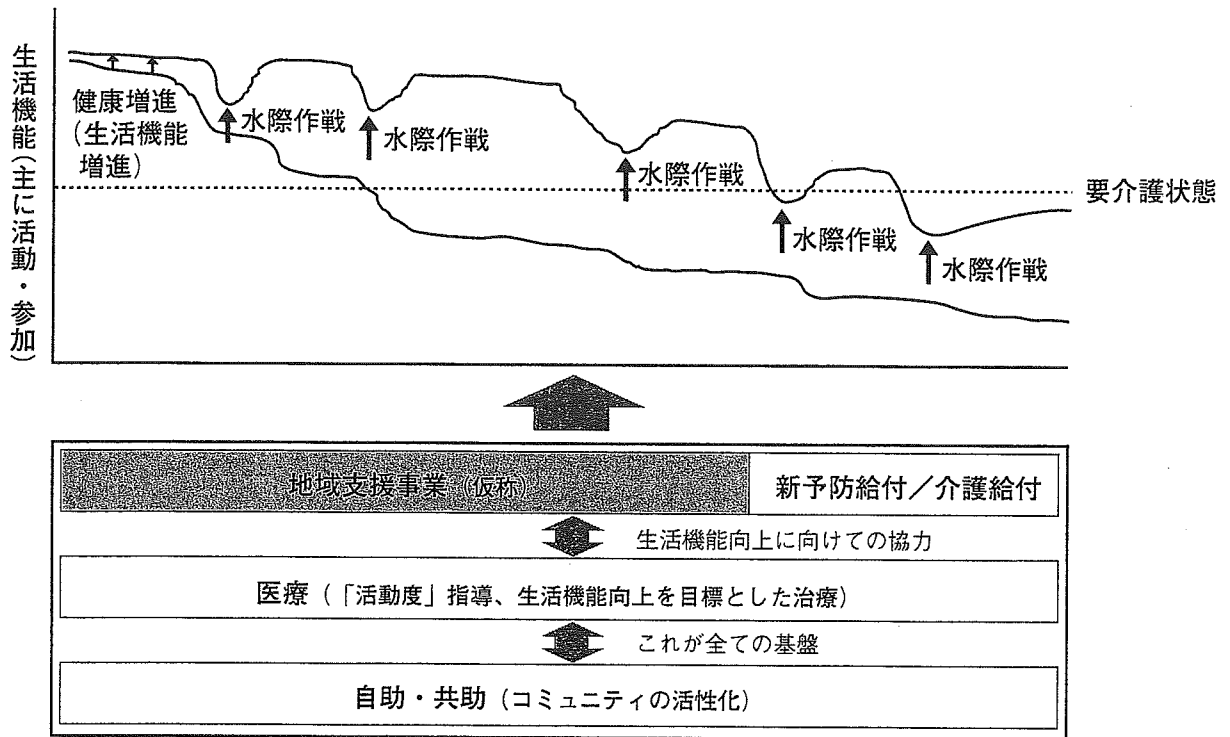 生活機能（主に活動・参加）
健康増進
（生活機能
増進）
水際作戦
水際作戦
水際作戦
水際作戦
水際作戦
要介護状態
地域支援事業（仮称）
新予防給付／介護給付
生活機能向上に向けての協力
医療（「活動度」指導、生活機能向上を目標とした治療）
これが全ての基盤
自助・共助（コミュニティの活性化）